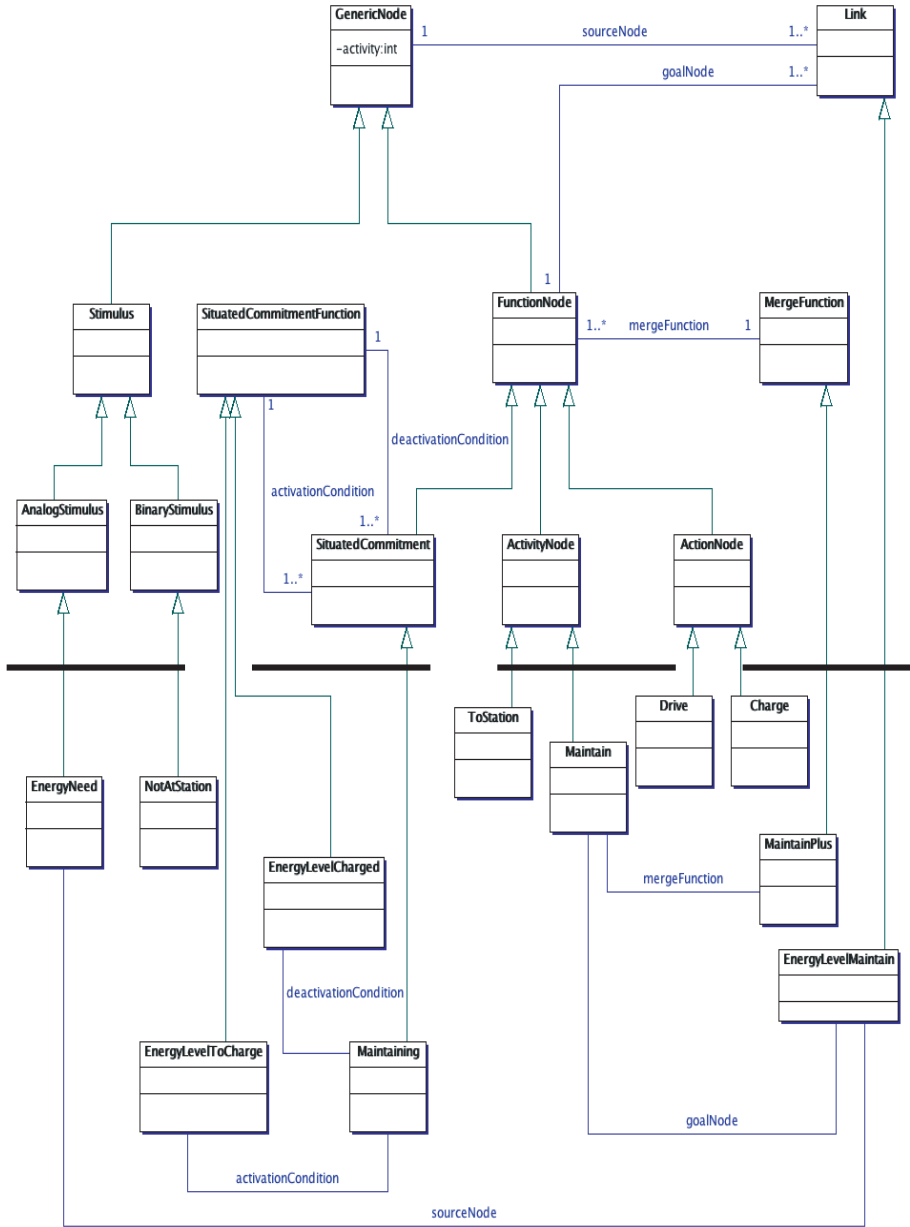 GenericNode
Link
-activity:int
1
sourceNode
1..*
goalNode
1..*
1
Stimulus
SituatedCommitmentFunction
FunctionNode
MergeFunction
1
1..*
mergeFunction
1
1
deactivationCondition
activationCondition
AnalogStimulus
BinaryStimulus
1..*
SituatedCommitment
ActivityNode
ActionNode
1..*
ToStation
Drive
Charge
Maintain
EnergyNeed
NotAtStation
MaintainPlus
EnergyLevelCharged
mergeFunction
EnergyLevelMaintain
deactivationCondition
EnergyLevelToCharge
Maintaining
goalNode
activationCondition
sourceNode